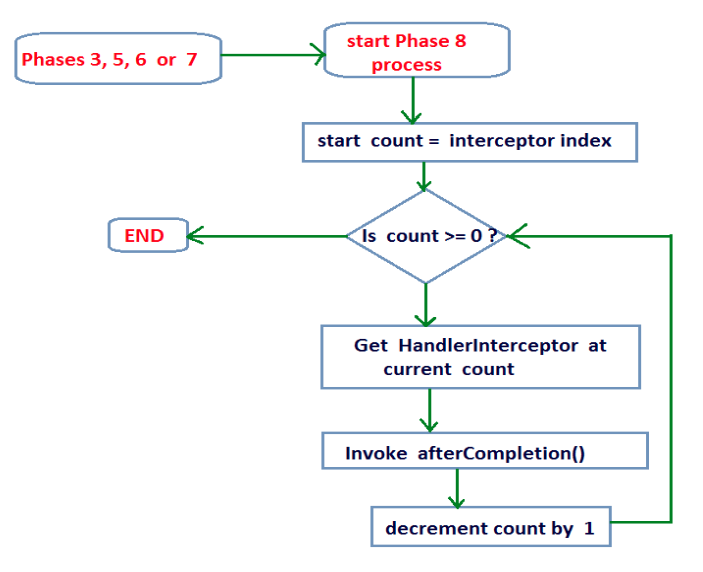 Phases 3, 5, 6 or 7
start Phase 8
process
start count = interceptor index
Is count >= 0 ?
END
Get HandlerInterceptor at
current count
Invoke afterCompletion()
decrement count by 1